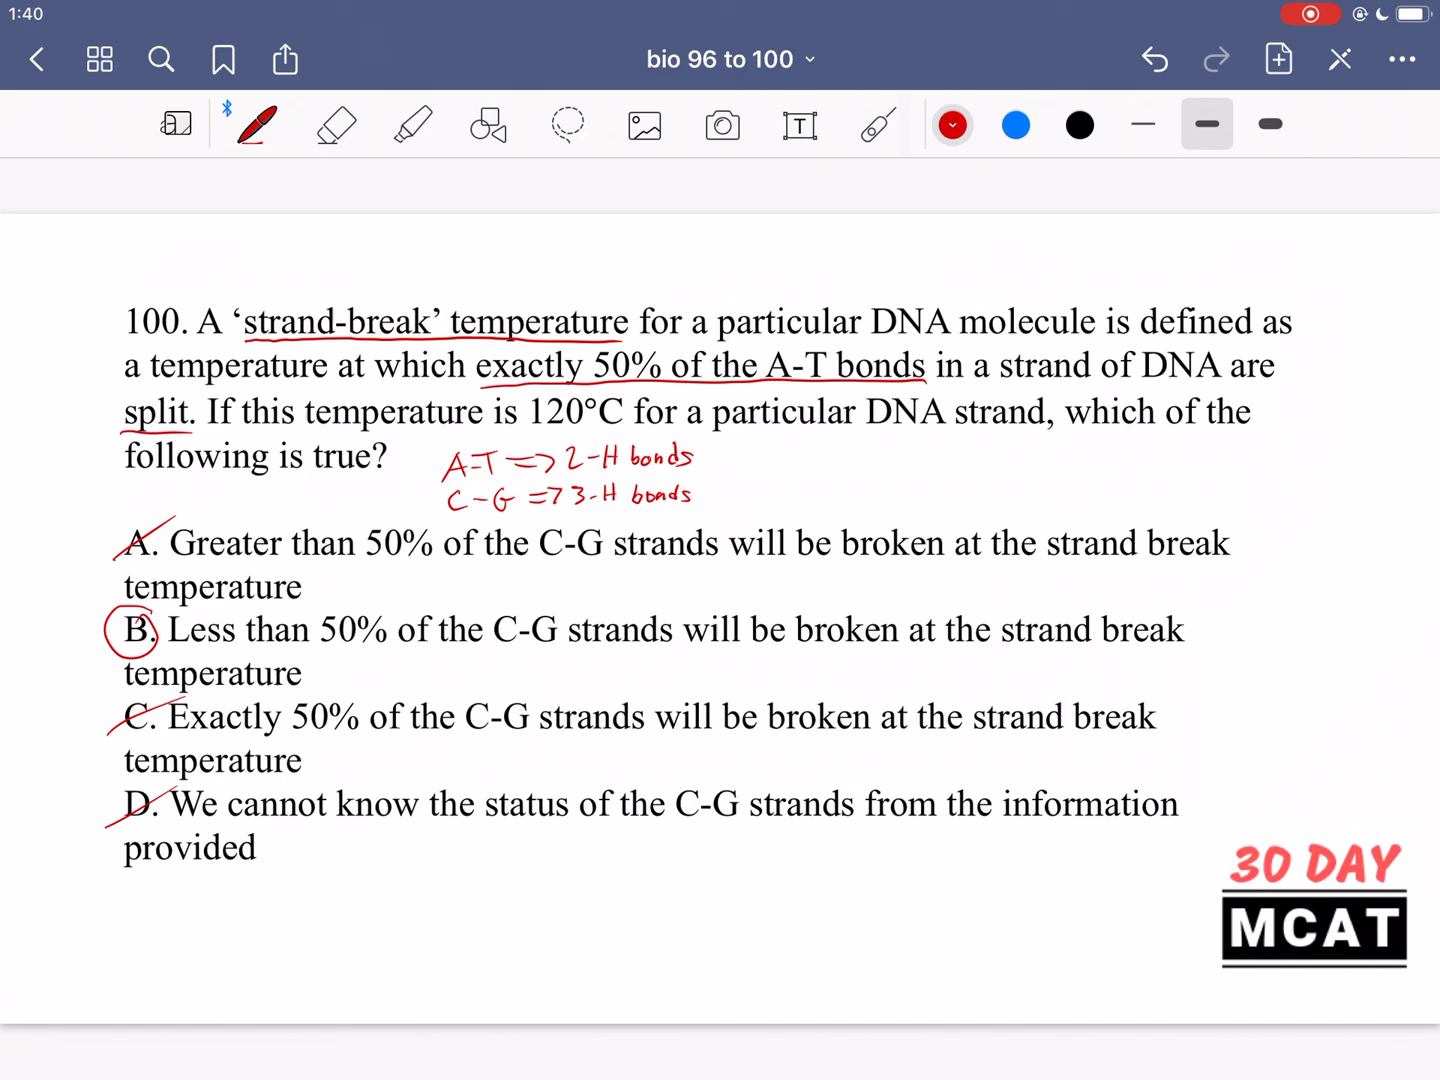 1:40
bio 96 to 100
T
100. A ‘strand-break’ temperature for a particular DNA molecule is defined as
a temperature at which exactly 50% of the A-T bonds in a strand of DNA are
split. If this temperature is 120°C for a particular DNA strand, which of the
following is true?
A-T => 2-H bonds
C-G => 3-H bonds
A. Greater than 50% of the C-G strands will be broken at the strand break
temperature
B. Less than 50% of the C-G strands will be broken at the strand break
temperature
C. Exactly 50% of the C-G strands will be broken at the strand break
temperature
D. We cannot know the status of the C-G strands from the information
provided
30 DAY
MCAT